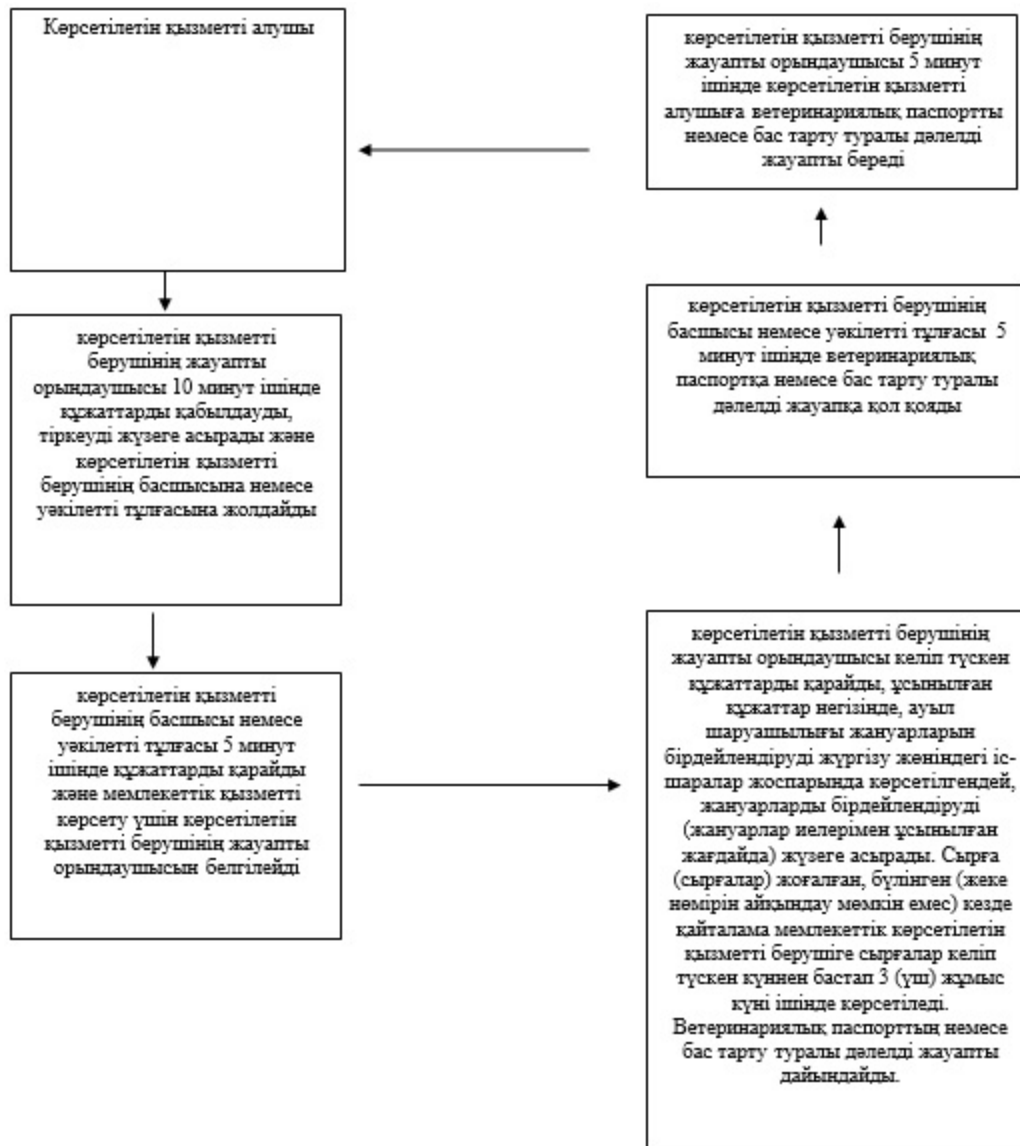 Көрсетілетін қызметті алушы
көрсетілетін қызметті
берушінің жауапты
орындаушысы 10 минут ішінде
құжаттарды қабылдауды,
тіркеуді жүзеге асырады және
көрсетілетін қызметті
берушінің басшысына немесе
уәкілетті тұлғасына жолдайды
көрсетілетін қызметті
берушінің басшысы немесе
уәкілетті тұлғасы 5 минут
ішінде құжаттарды қарайды
және мемлекеттік қызметті
көрсету үшін көрсетілетін
қызметті берушінің жауапты
орындаушысын белгілейді
көрсетілетін қызметті берушінің
жауапты орындаушысы келіп түскен
құжаттарды қарайды, ұсынылған
құжаттар негізінде, ауыл
шаруашылығы жануарларын
бірдейлендіруді жүргізу жөніндегі іс-
шаралар жоспарында көрсетілгендей,
жануарларды бірдейлендіруді
(жануарлар иелерімен ұсынылған
жағдайда) жүзеге асырады. Сырға
(сырғалар) жоғалған, бүлінген (жеке
нөмірін айқындау мөмкін емес) кезде
қайталама мемлекеттік көрсетілетін
қызметті берушіге сырғалар келіп
түскен күннен бастап 3 (үш) жұмыс
күні ішінде көрсетіледі.
Ветеринариялық паспорттың немесе
бас тарту туралы дәлелді жауапты
дайындайды.
көрсетілетін қызметті берушінің
басшысы немесе уәкілетті тұлғасы 5
минут ішінде ветеринариялық
паспортқа немесе бас тарту туралы
дәлелді жауапқа қол қояды
көрсетілетін қызметті берушінің
жауапты орындаушысы 5 минут
ішінде көрсетілетін қызметті
алушыға ветеринариялық паспортты
немесе бас тарту туралы дәлелді
жауапты береді